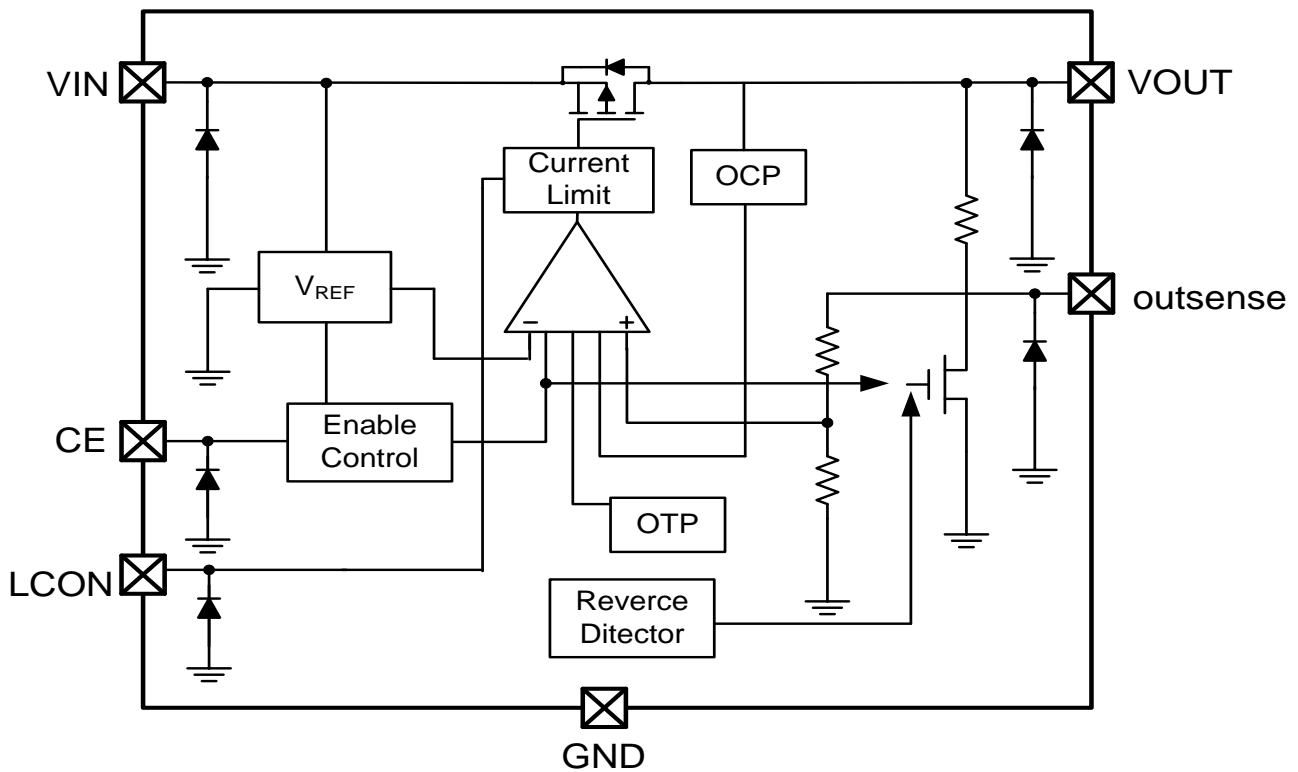 VIN
VOUT
Current
Limit
OCP
VREF
outsense
−
+
CE
Enable
Control
OTP
LCON
Reverce
Ditector
GND